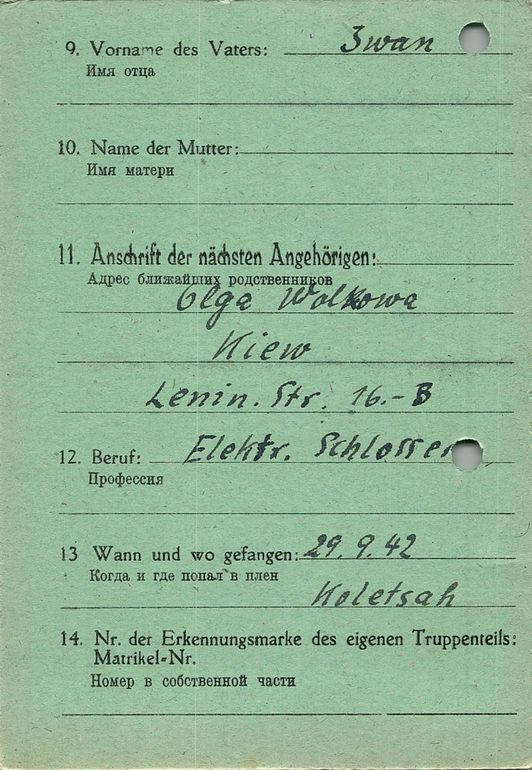 9. Vorname des Vaters: Iwan
Имя отца
10. Name der Mutter:
Имя матери
11. Anschrift der nächsten Angehörigen:
Адрес ближайших родственников
Olga Wolkowa
Kiew
Lenin. Str. 16.-B
12. Beruf: Elektr. Schlosser
Профессия
13 Wann und wo gefangen: 29.9.42
Когда и где попал в плен
Koletsah
14. Nr. der Erkennungsmarke des eigenen Truppenteils:
Matrikel-Nr.
Номер в собственной части